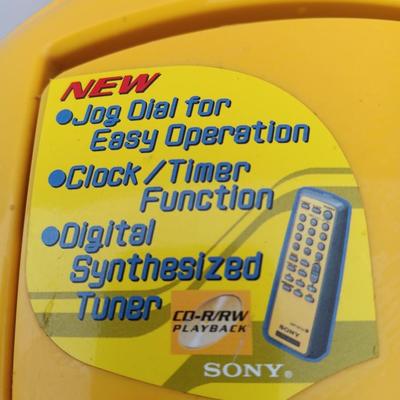 NEW
•Jog Dial for
Easy Operation
•Clock/Timer
Function
•Digital
Synthesized
Tuner
CD-R/RW
PLAYBACK
SONY
SONY®